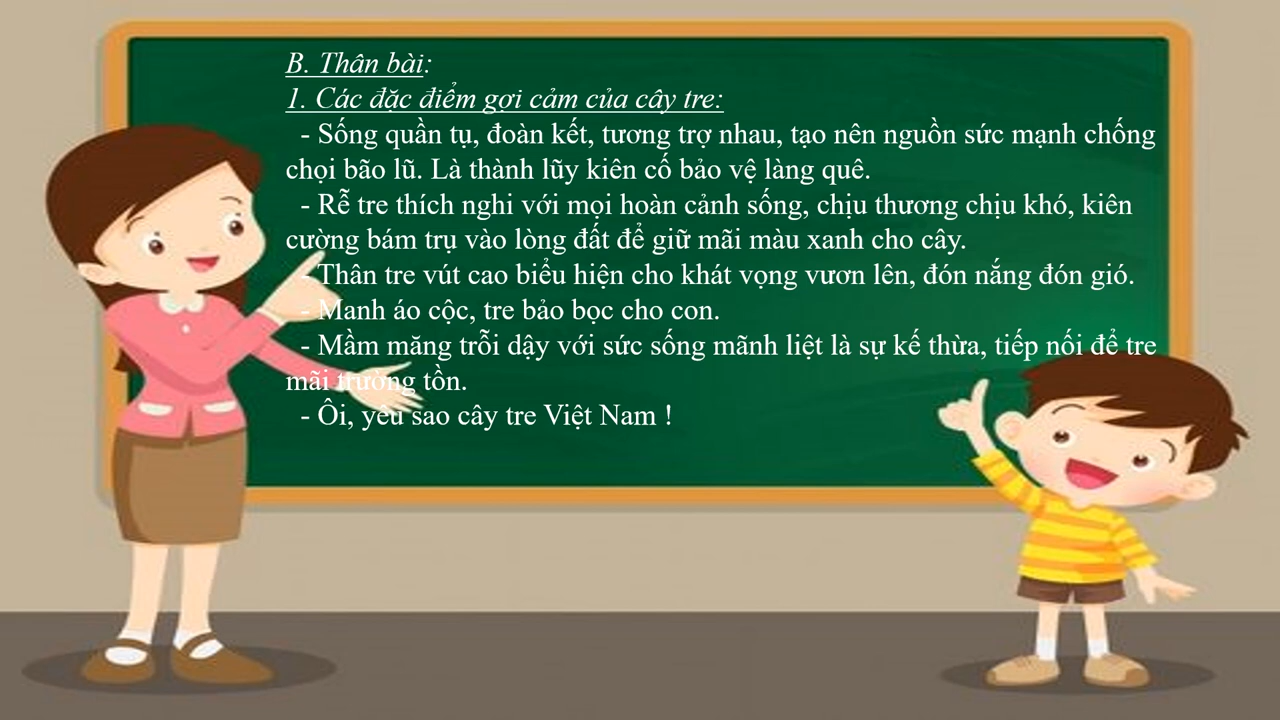 B. Thân bài:
1. Các đặc điểm gợi cảm của cây tre:
- Sống quần tụ, đoàn kết, tương trợ nhau, tạo nên nguồn sức mạnh chống
chọi bão lũ. Là thành lũy kiên cố bảo vệ làng quê.
- Rễ tre thích nghi với mọi hoàn cảnh sống, chịu thương chịu khó, kiên
cường bám trụ vào lòng đất để giữ mãi màu xanh cho cây.
- Thân tre vút cao biểu hiện cho khát vọng vươn lên, đón nắng đón gió.
- Manh áo cộc, tre bảo bọc cho con.
- Mầm măng trỗi dậy với sức sống mãnh liệt là sự kế thừa, tiếp nối để tre
mãi trường tồn.
- Ôi, yêu sao cây tre Việt Nam !